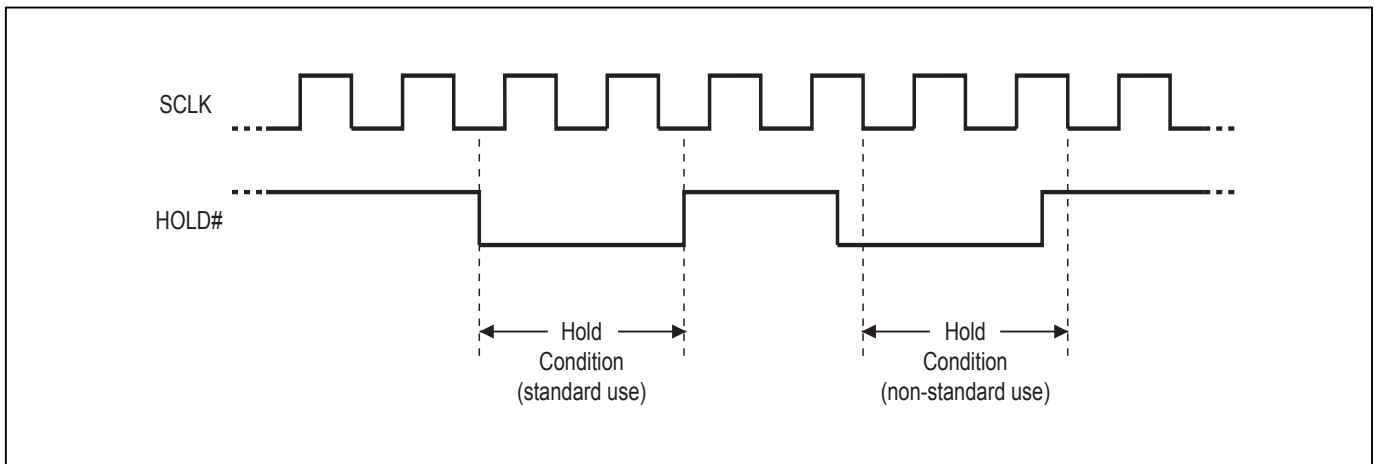 SCLK
HOLD#
Hold
Condition
(standard use)
Hold
Condition
(non-standard use)